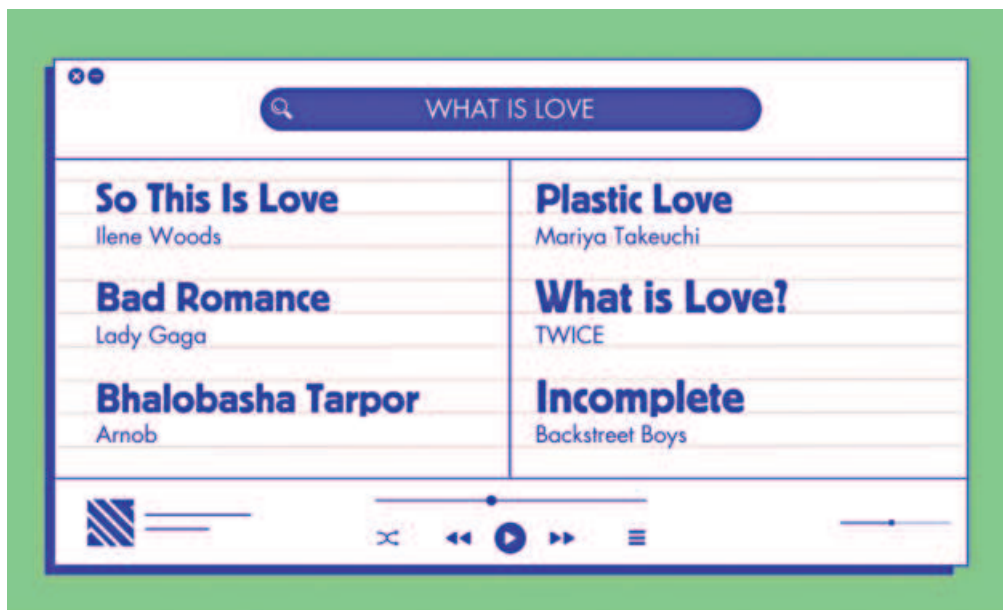 WHAT IS LOVE
So This Is Love
Ilene Woods
Bad Romance
Lady Gaga
Bhalobasha Tarpor
Arnob
Plastic Love
Mariya Takeuchi
What is Love?
TWICE
Incomplete
Backstreet Boys